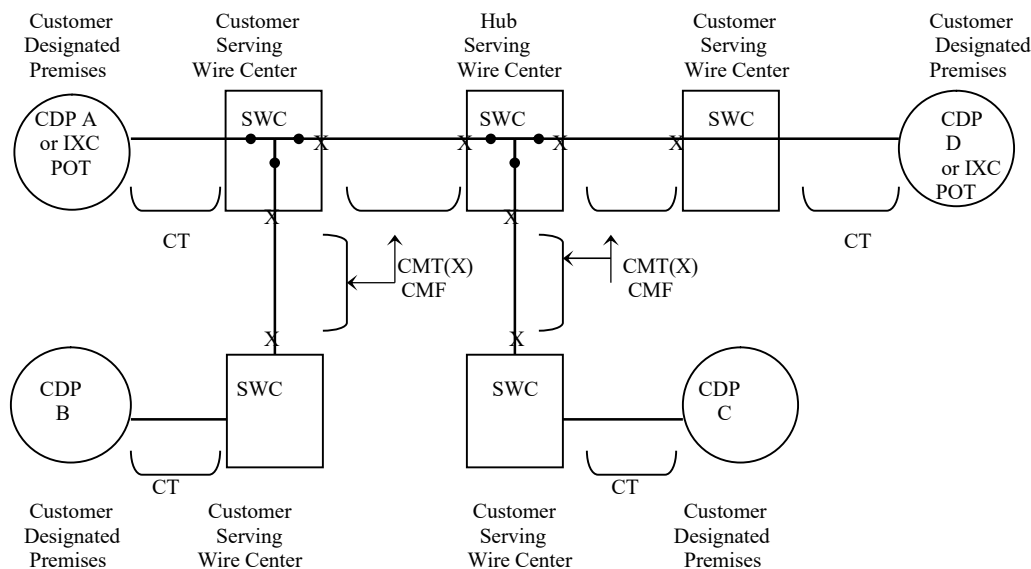 Customer
Designated
Premises
Customer
Serving
Wire Center
Hub
Serving
Wire Center
Customer
Serving
Wire Center
Customer
Designated
Premises
CDP A
or IXC
POT
SWC
SWC
SWC
CDP
D
or IXC
POT
X
X
X
X
X
X
CT
CT
CMT(X)
CMF
CMT(X)
CMF
X
X
CDP
B
SWC
SWC
CDP
C
CT
CT
Customer
Designated
Premises
Customer
Serving
Wire Center
Customer
Serving
Wire Center
Customer
Designated
Premises